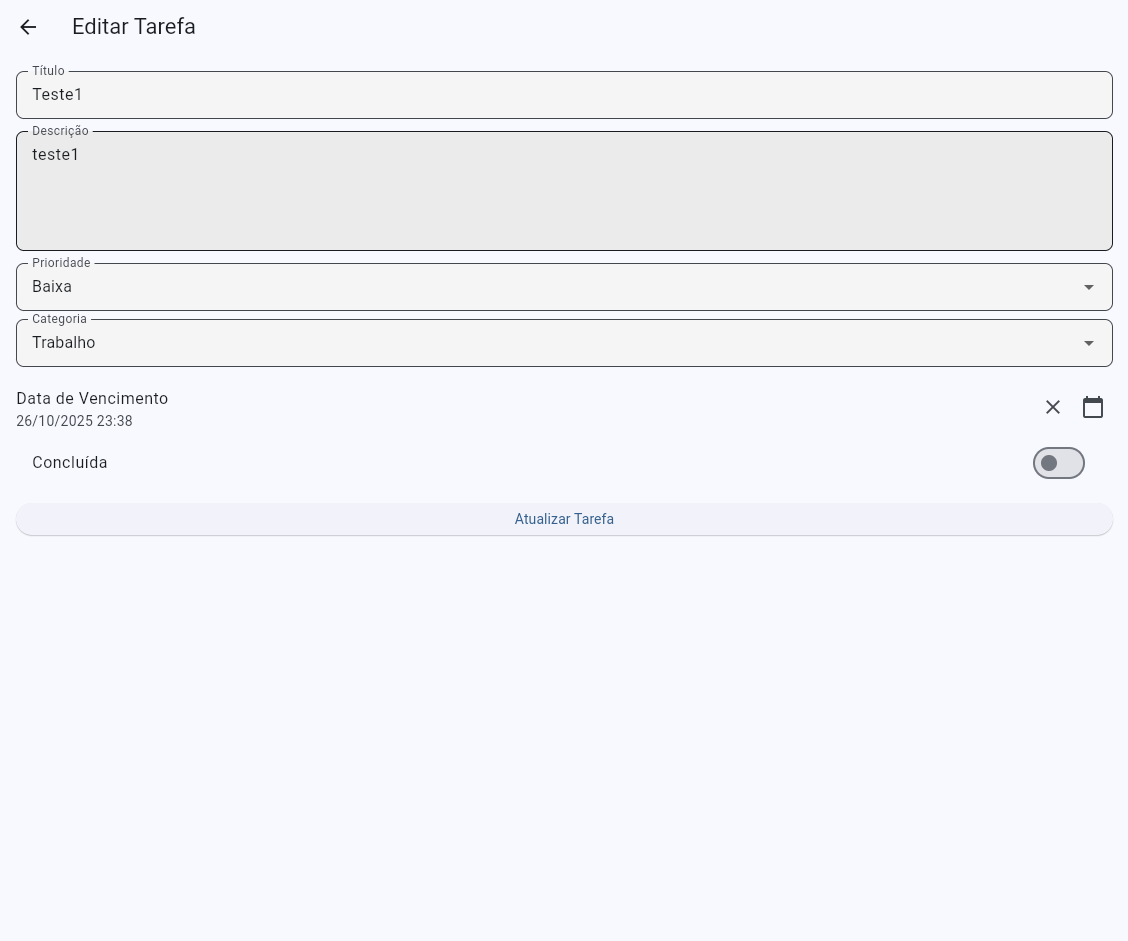 Editar Tarefa
Título
Teste1
Descrição
teste1
Prioridade
Baixa
Categoria
Trabalho
Data de Vencimento
26/10/2025 23:38
Concluída
Atualizar Tarefa